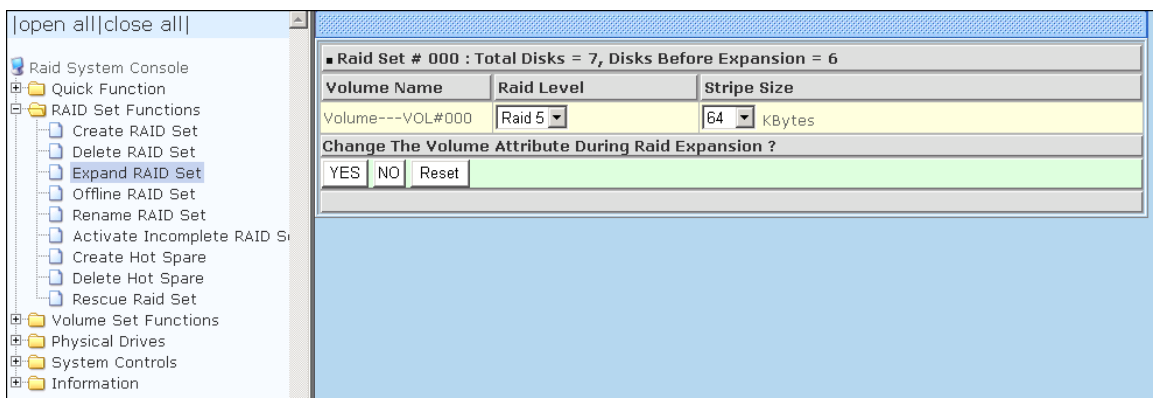 |open all|close all|
Raid System Console
Quick Function
RAID Set Functions
Create RAID Set
Delete RAID Set
Expand RAID Set
Offline RAID Set
Rename RAID Set
Activate Incomplete RAID S
Create Hot Spare
Delete Hot Spare
Rescue Raid Set
Volume Set Functions
Physical Drives
System Controls
Information
Raid Set # 000 : Total Disks = 7, Disks Before Expansion = 6
Volume Name Raid Level Stripe Size
Volume---VOL#000 Raid 5 64 KBytes
Change The Volume Attribute During Raid Expansion ?
YES NO Reset